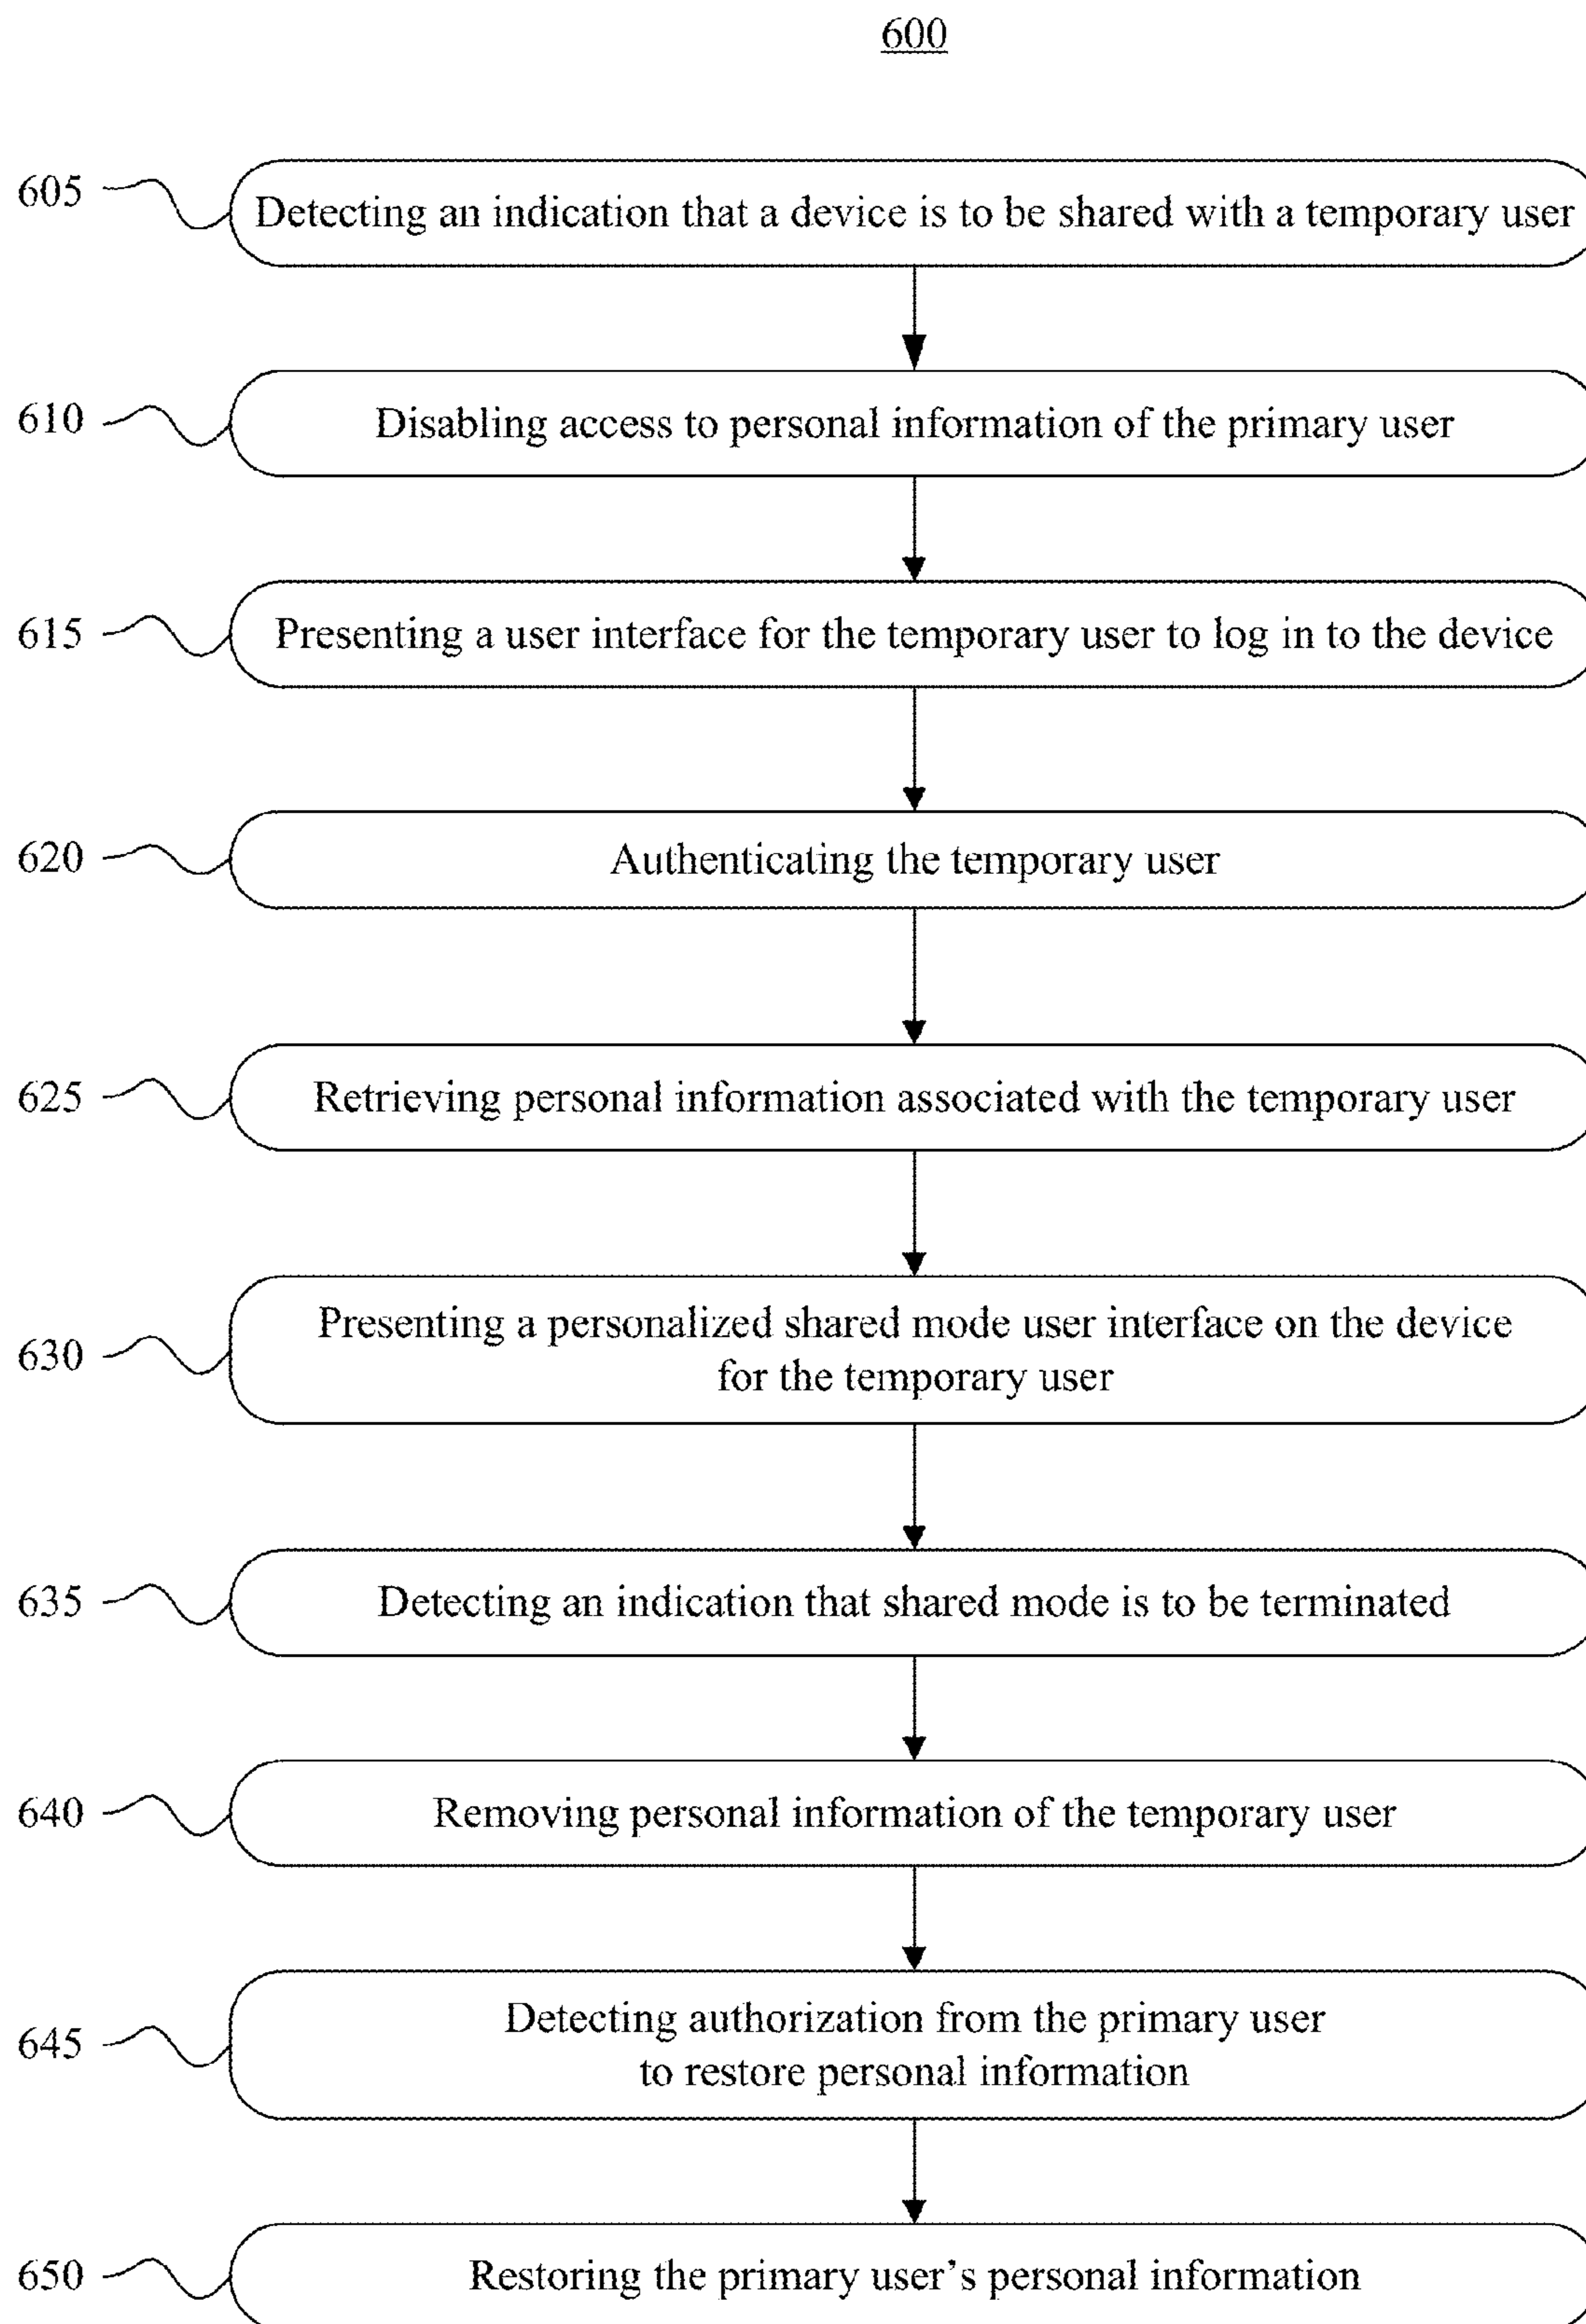 600
605
Detecting an indication that a device is to be shared with a temporary user
610
Disabling access to personal information of the primary user
615
Presenting a user interface for the temporary user to log in to the device
620
Authenticating the temporary user
625
Retrieving personal information associated with the temporary user
630
Presenting a personalized shared mode user interface on the device
for the temporary user
635
Detecting an indication that shared mode is to be terminated
640
Removing personal information of the temporary user
645
Detecting authorization from the primary user
to restore personal information
650
Restoring the primary user's personal information